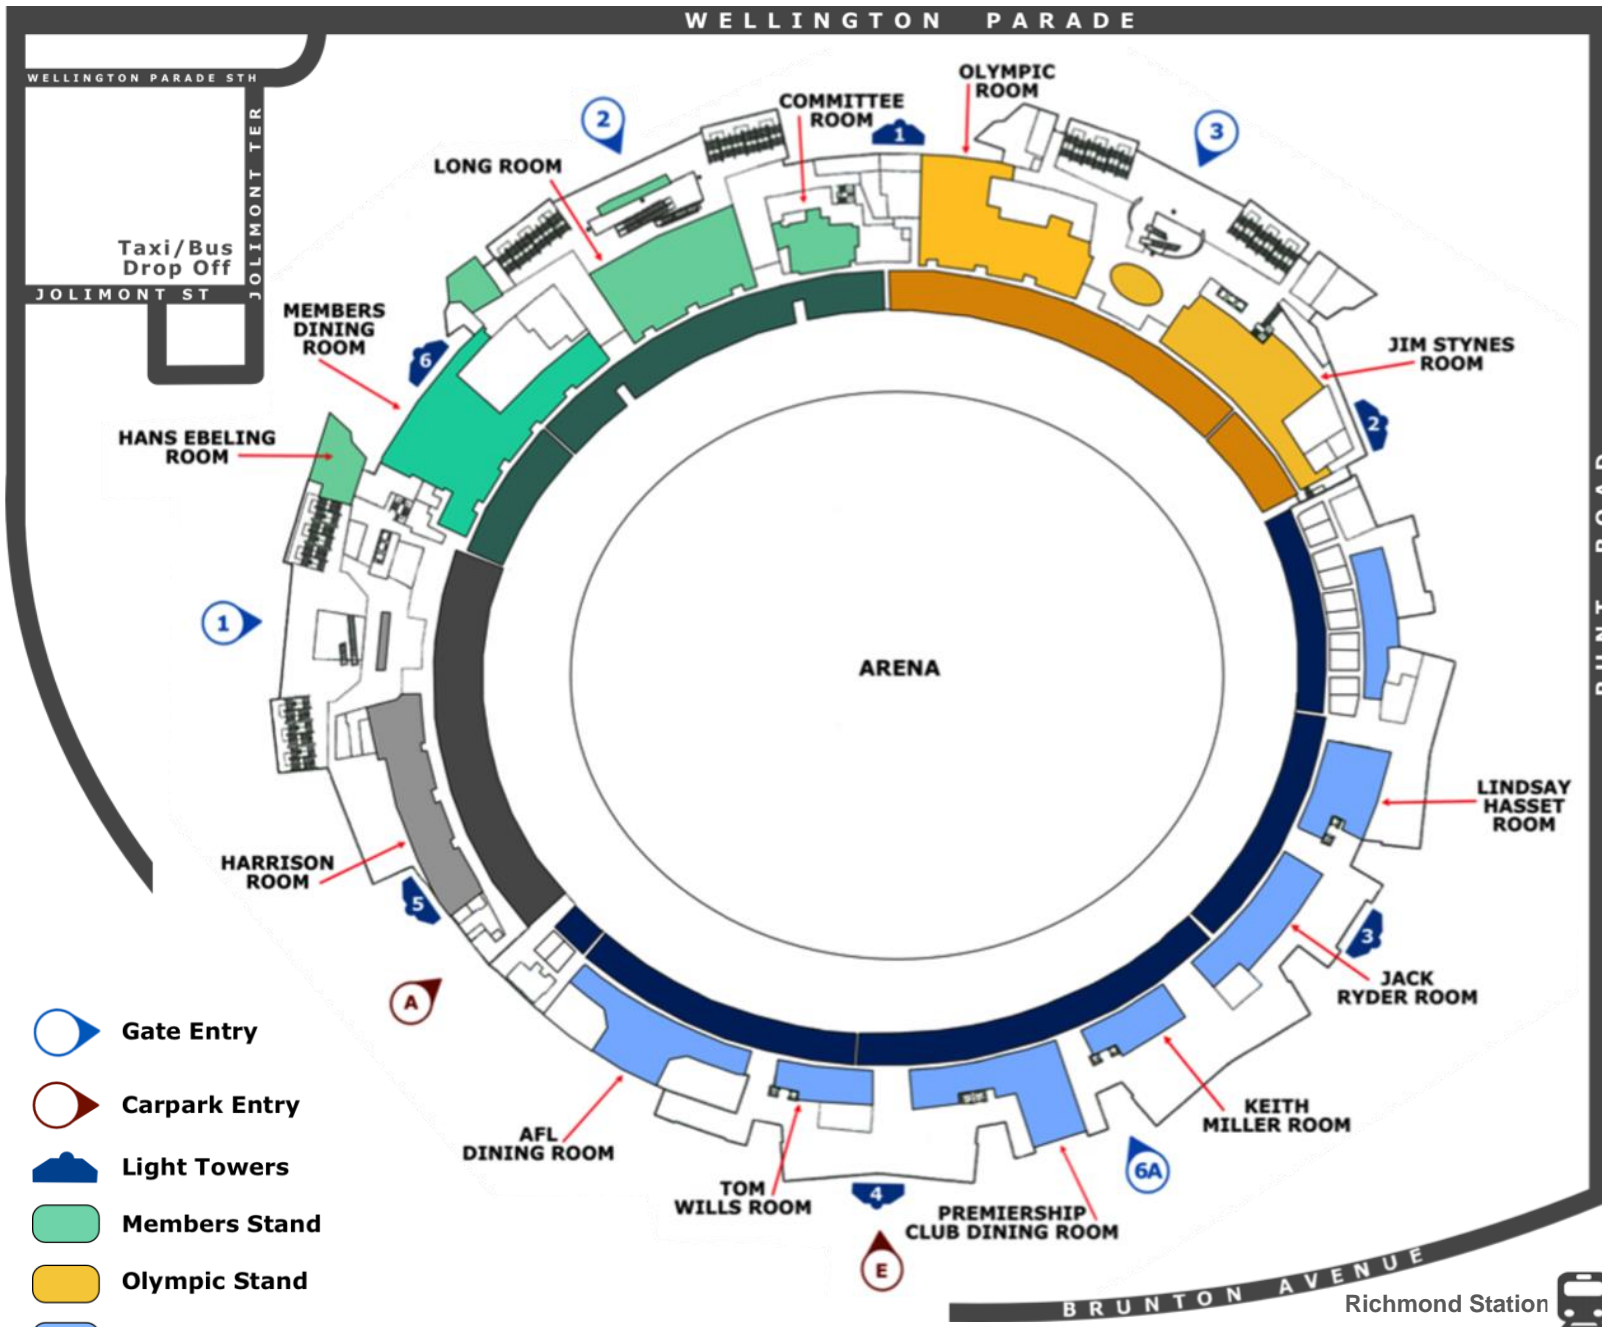 WELLINGTON PARADE
WELLINGTON PARADE STH
JOLIMONT TER
Taxi/Bus
Drop Off
JOLIMONT ST
OLYMPIC
ROOM
COMMITTEE
ROOM
1
2
3
LONG ROOM
MEMBERS
DINING
ROOM
6
JIM STYNES
ROOM
2
HANS EBELING
ROOM
1
ARENA
LINDSAY
HASSET
ROOM
HARRISON
ROOM
5
3
JACK
RYDER ROOM
A
KEITH
MILLER ROOM
AFL
DINING ROOM
6A
TOM
WILLS ROOM
4
PREMIERSHIP
CLUB DINING ROOM
E
BRUNTON AVENUE
Richmond Station
Gate Entry
Carpark Entry
Light Towers
Members Stand
Olympic Stand